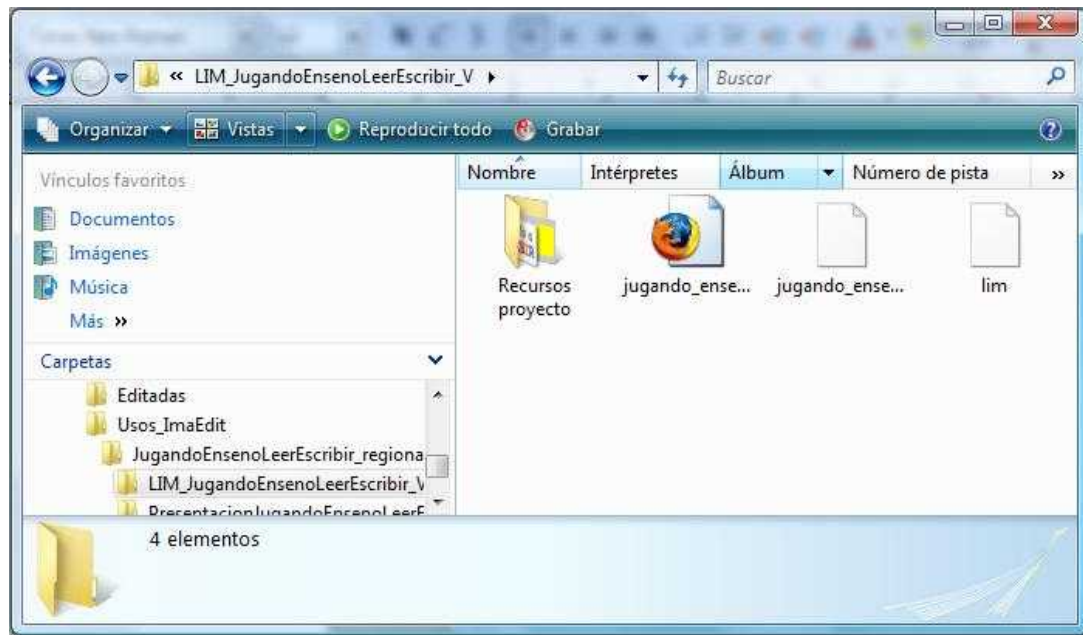 « LIM_JugandoEnsenoLeerEscribir_V
Buscar
Organizar Vistas Reproducir todo Grabar
Vínculos favoritos
Documentos
Imágenes
Música
Más »
Carpetas
Editadas
Usos_ImaEdit
JugandoEnsenoLeerEscribir_regiona
LIM_JugandoEnsenoLeerEscribir_V
PresentacionJugandoEnsenoLeerE
Nombre Intérpretes Álbum Número de pista »
Recursos proyecto
jugando_ense...
jugando_ense...
lim
4 elementos